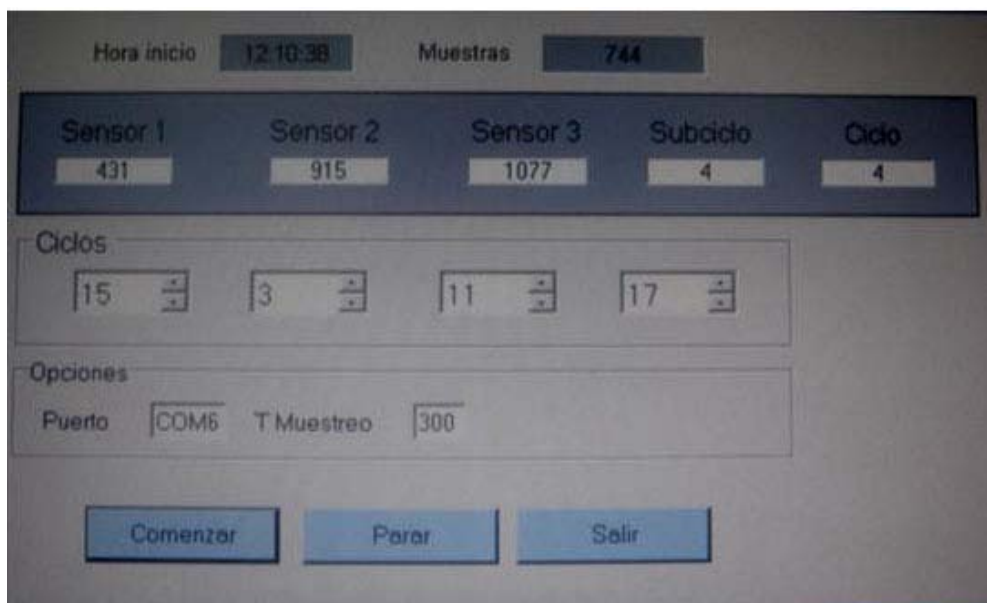 Hora inicio 12:10:38 Muestras 744
Sensor 1 Sensor 2 Sensor 3 Subciclo Ciclo
431 915 1077 4 4
Ciclos
15 3 11 17
Opciones
Puerto COM6 T Muestreo 300
Comenzar Parar Salir